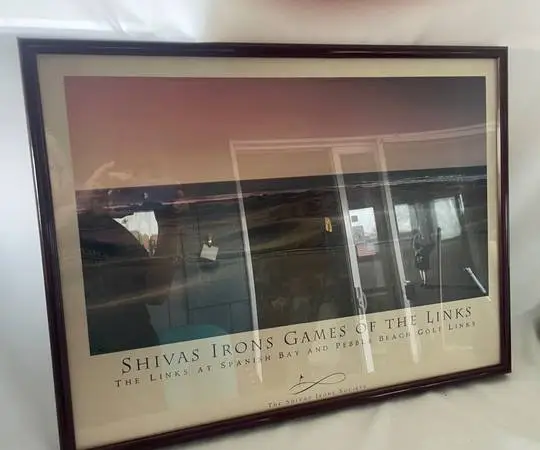 SHIVAS IRONS GAMES OF THE LINKS
THE LINKS AT SPANISH BAY AND PEBBLE BEACH GOLF LINKS
THE SHIVAS IRONS SOCIETY